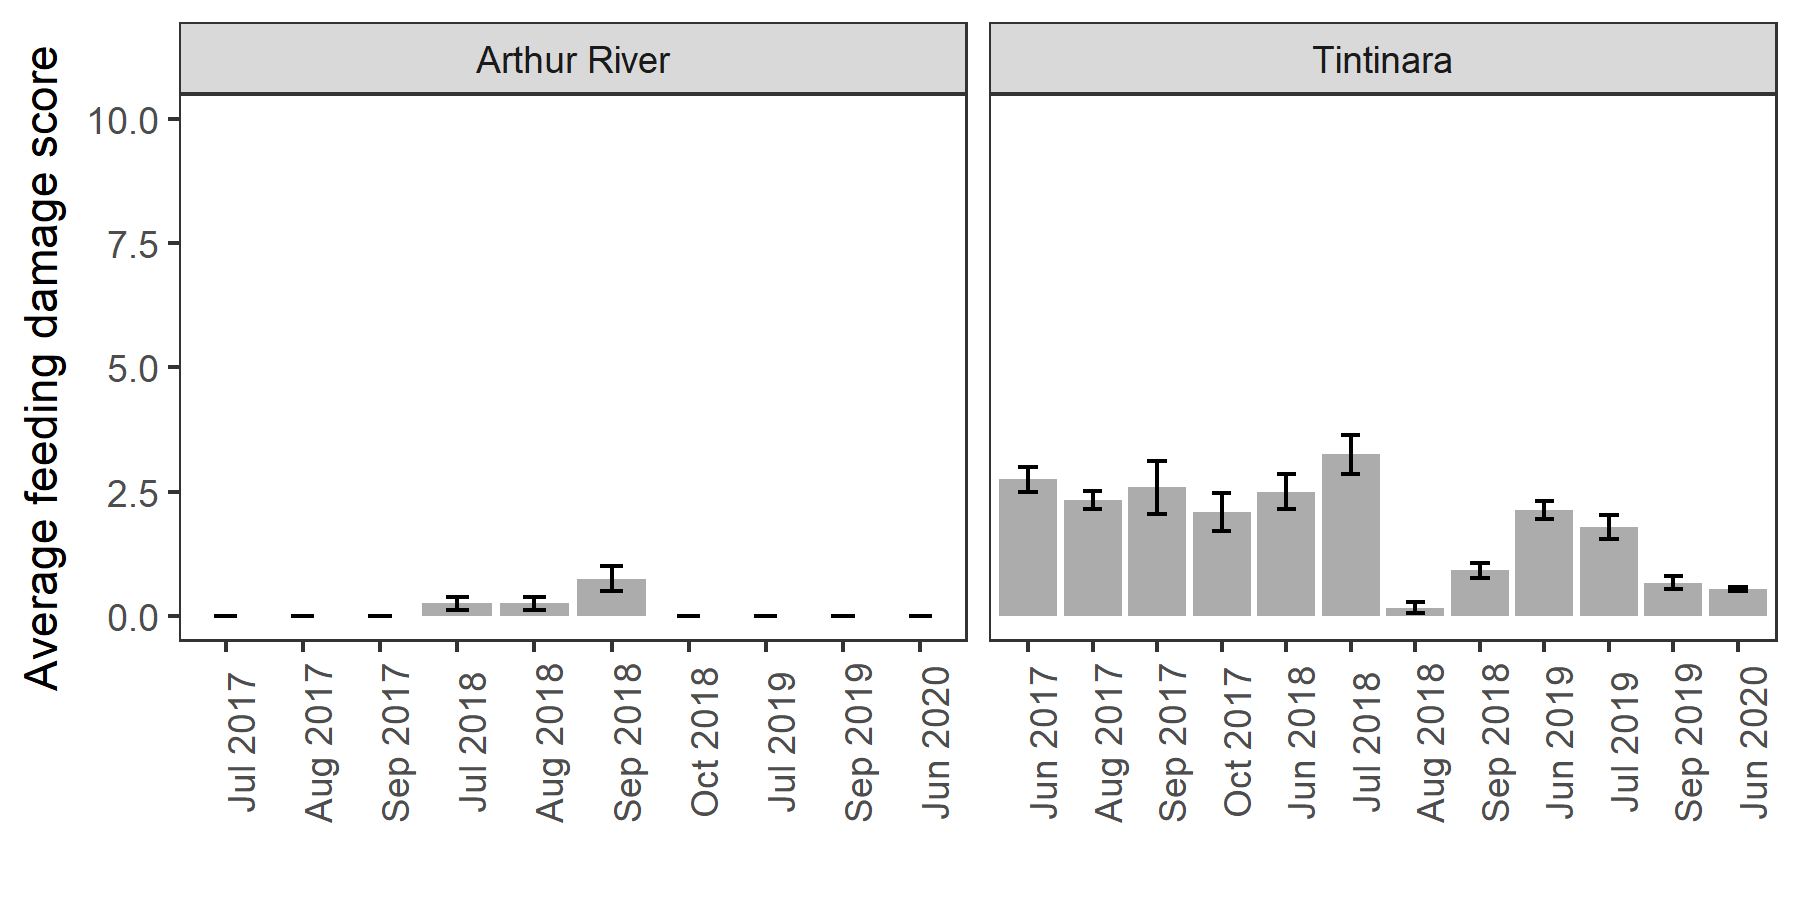 Arthur River
Tintinara
Average feeding damage score
10.0
7.5
5.0
2.5
0.0
Jul 2017
Aug 2017
Sep 2017
Jul 2018
Aug 2018
Sep 2018
Oct 2018
Jul 2019
Sep 2019
Jun 2020
Jun 2017
Aug 2017
Sep 2017
Oct 2017
Jun 2018
Jul 2018
Aug 2018
Sep 2018
Jun 2019
Jul 2019
Sep 2019
Jun 2020